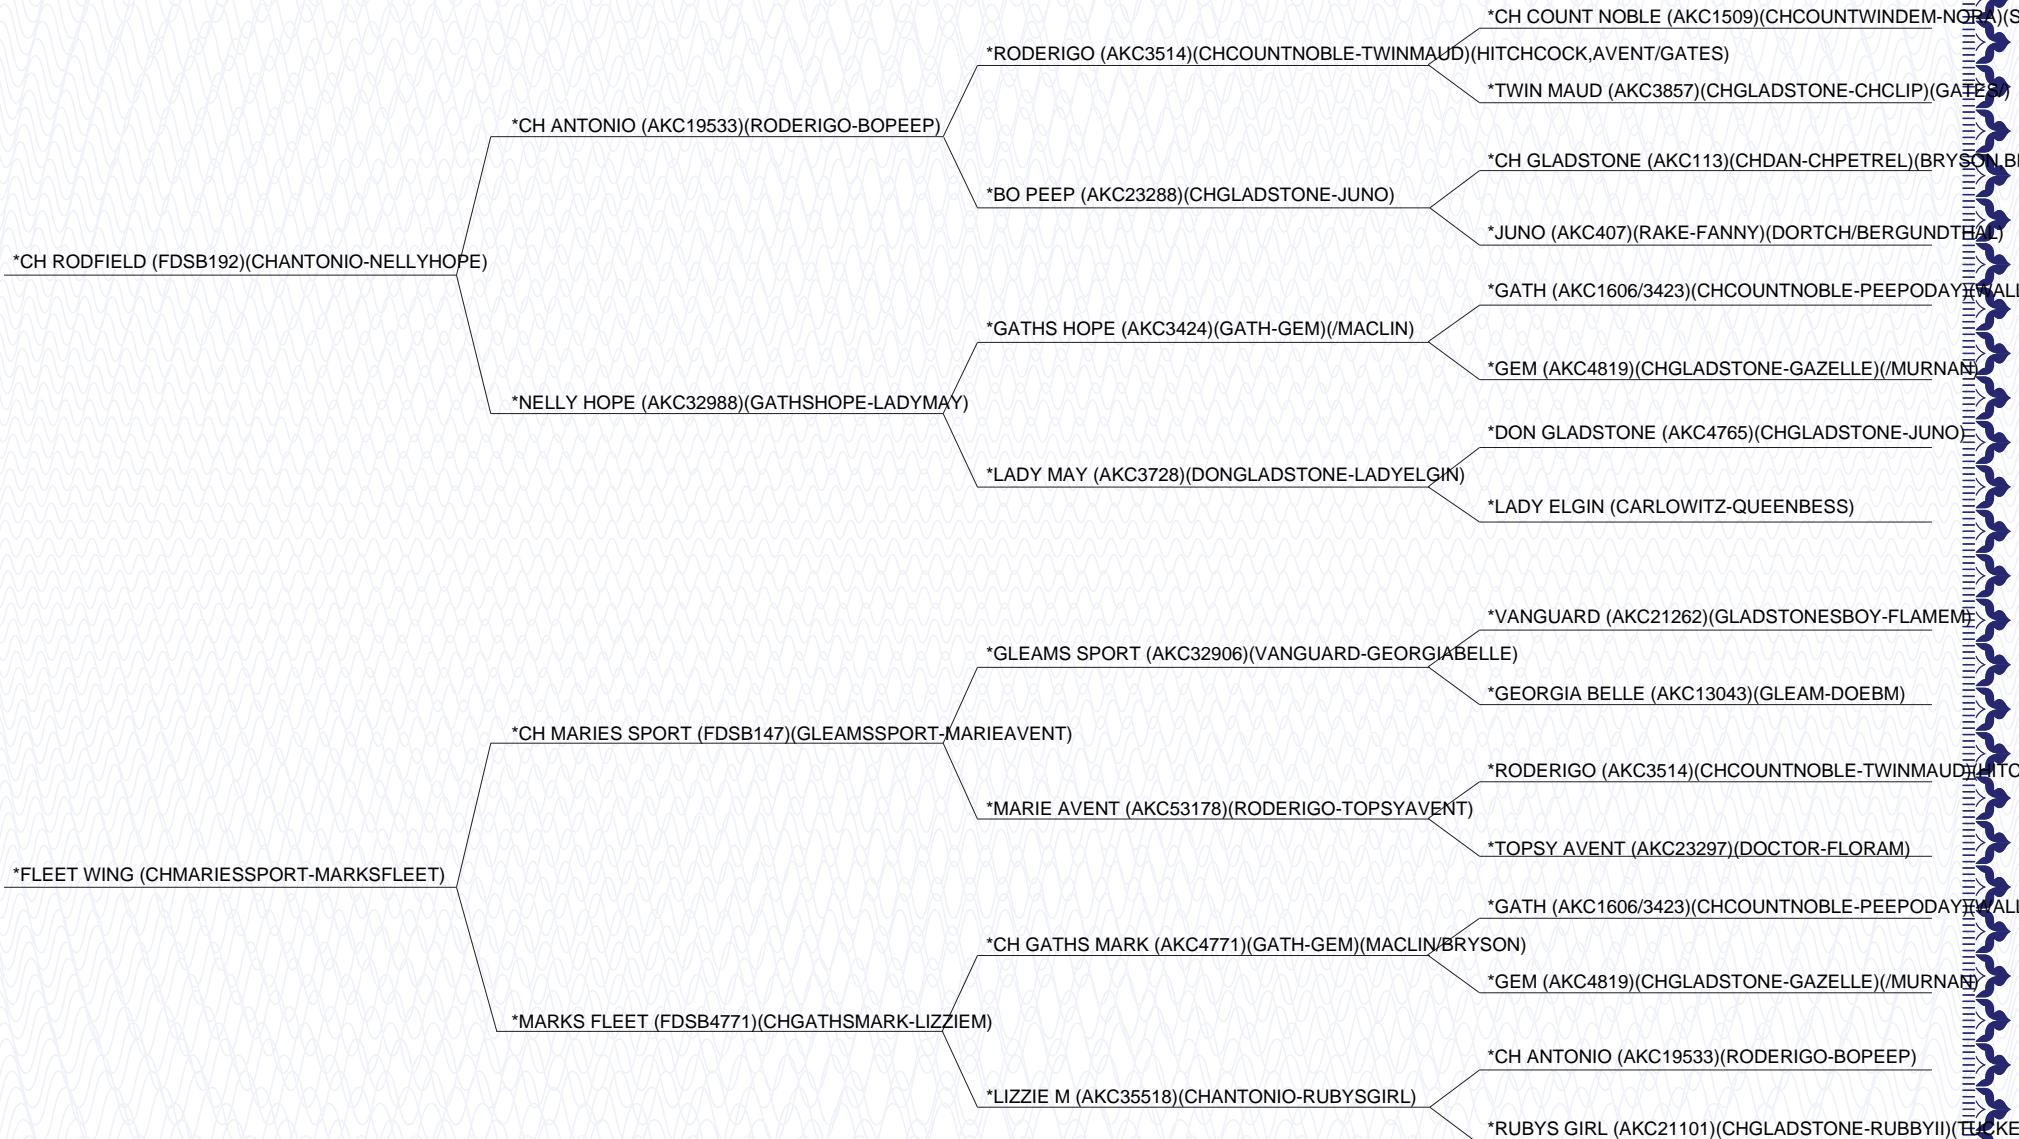 *CH COUNT NOBLE (AKC1509)(CHCOUNTWINDEM-NORA)(S
*RODERIGO (AKC3514)(CHCOUNTNOBLE-TWINMAUD)(HITCHCOCK,AVENT/GATES)
*TWIN MAUD (AKC3857)(CHGLADSTONE-CHCLIP)(GATES/)
*CH ANTONIO (AKC19533)(RODERIGO-BOPEEP)
*CH GLADSTONE (AKC113)(CHDAN-CHPETREL)(BRYSON,
*BO PEEP (AKC23288)(CHGLADSTONE-JUNO)
*JUNO (AKC407)(RAKE-FANNY)(DORTCH/BERGUNDTHAL)
*CH RODFIELD (FDSB192)(CHANTONIO-NELLYHOPE)
*GATH (AKC1606/3423)(CHCOUNTNOBLE-PEEPODAY)(WALL
*GATHS HOPE (AKC3424)(GATH-GEM)(/MACLIN)
*GEM (AKC4819)(CHGLADSTONE-GAZELLE)(/MURNAN)
*NELLY HOPE (AKC32988)(GATHSHOPE-LADYMAY)
*DON GLADSTONE (AKC4765)(CHGLADSTONE-JUNO)
*LADY MAY (AKC3728)(DONGLADSTONE-LADYELGIN)
*LADY ELGIN (CARLOWITZ-QUEENBESS)
*VANGUARD (AKC21262)(GLADSTONESBOY-FLAMEM)
*GLEAMS SPORT (AKC32906)(VANGUARD-GEORGIABELLE)
*GEORGIA BELLE (AKC13043)(GLEAM-DOEBM)
*CH MARIES SPORT (FDSB147)(GLEAMSSPORT-MARIEAVENT)
*RODERIGO (AKC3514)(CHCOUNTNOBLE-TWINMAUD)(HITC
*MARIE AVENT (AKC53178)(RODERIGO-TOPSYAVENT)
*TOPSY AVENT (AKC23297)(DOCTOR-FLORAM)
*FLEET WING (CHMARIESSPORT-MARKSFLEET)
*GATH (AKC1606/3423)(CHCOUNTNOBLE-PEEPODAY)(WALL
*CH GATHS MARK (AKC4771)(GATH-GEM)(MACLIN/BRYSON)
*GEM (AKC4819)(CHGLADSTONE-GAZELLE)(/MURNAN)
*MARKS FLEET (FDSB4771)(CHGATHSMARK-LIZZIEM)
*CH ANTONIO (AKC19533)(RODERIGO-BOPEEP)
*LIZZIE M (AKC35518)(CHANTONIO-RUBYSGIRL)
*RUBYS GIRL (AKC21101)(CHGLADSTONE-RUBBYII)(TUCKE